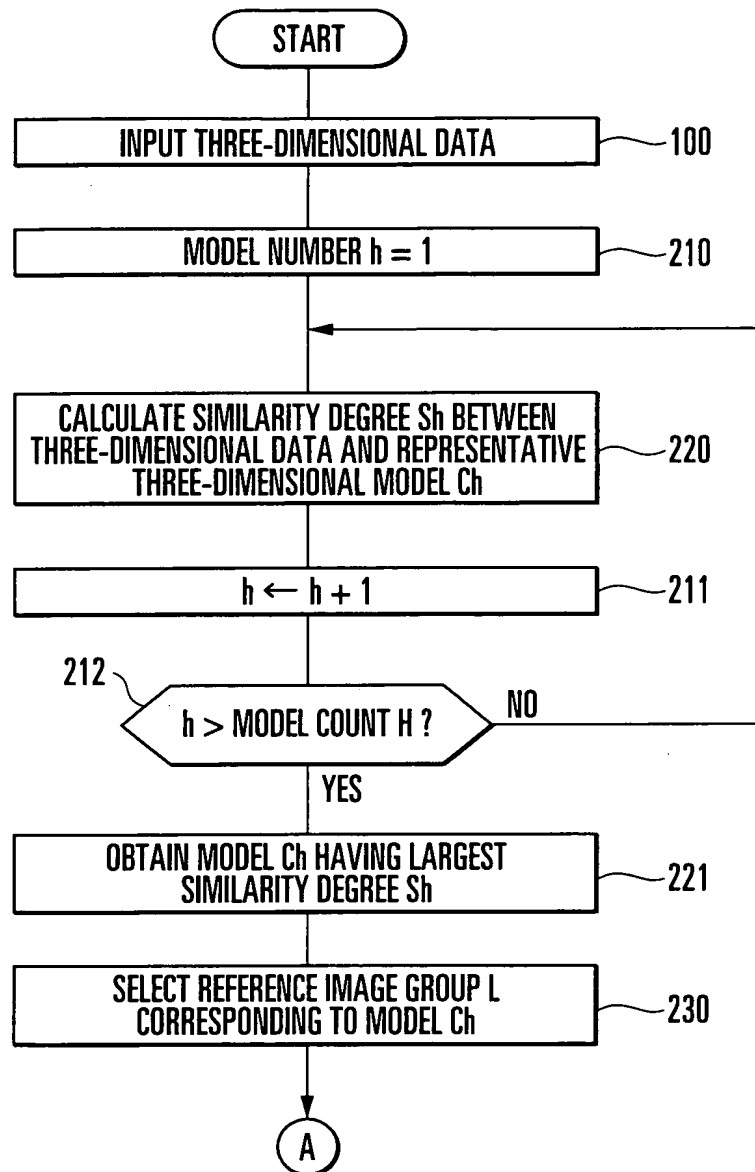 START
INPUT THREE-DIMENSIONAL DATA
100
MODEL NUMBER h = 1
210
CALCULATE SIMILARITY DEGREE Sh BETWEEN
THREE-DIMENSIONAL DATA AND REPRESENTATIVE
THREE-DIMENSIONAL MODEL Ch
220
h ← h + 1
211
212
h > MODEL COUNT H ?
NO
YES
OBTAIN MODEL Ch HAVING LARGEST
SIMILARITY DEGREE Sh
221
SELECT REFERENCE IMAGE GROUP L
CORRESPONDING TO MODEL Ch
230
A